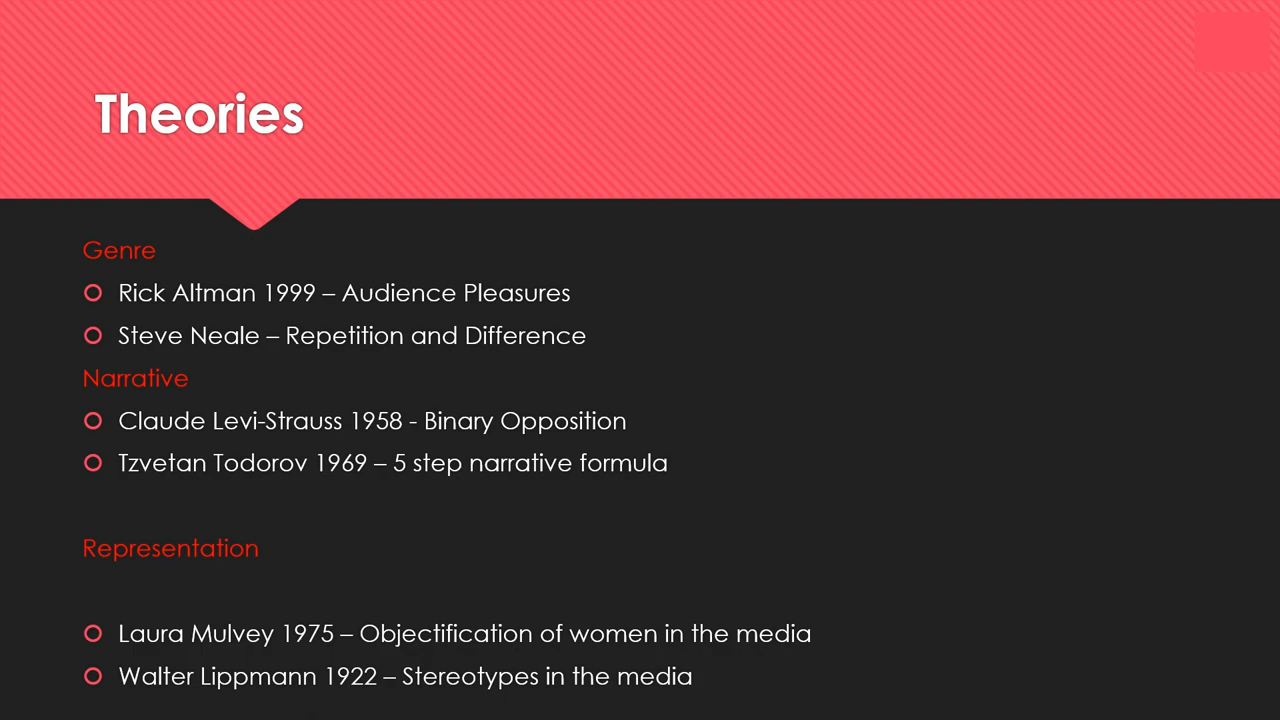 Theories
Genre
Rick Altman 1999 – Audience Pleasures
Steve Neale – Repetition and Difference
Narrative
Claude Levi-Strauss 1958 - Binary Opposition
Tzvetan Todorov 1969 – 5 step narrative formula
Representation
Laura Mulvey 1975 – Objectification of women in the media
Walter Lippmann 1922 – Stereotypes in the media